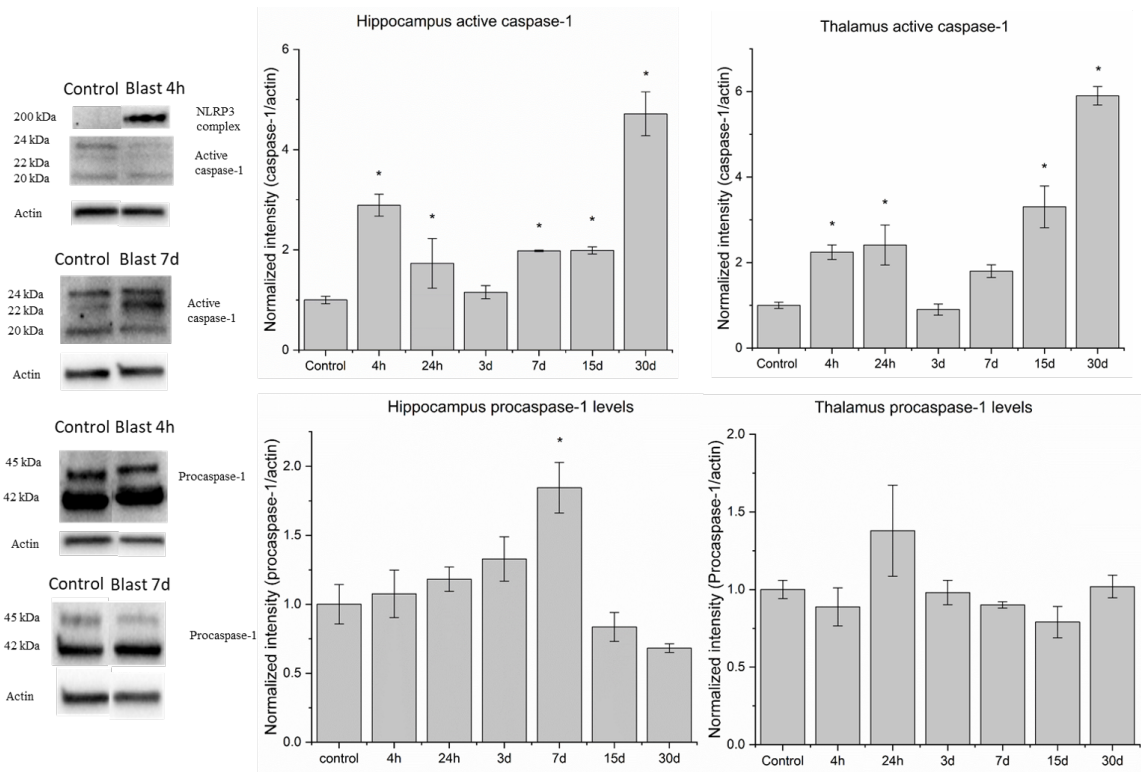 Control Blast 4h
200 kDa
NLRP3
complex
24 kDa
22 kDa
20 kDa
Active
caspase-1
Actin
Control Blast 7d
24 kDa
22 kDa
20 kDa
Active
caspase-1
Actin
Control Blast 4h
45 kDa
42 kDa
Procaspase-1
Actin
Control Blast 7d
45 kDa
42 kDa
Procaspase-1
Actin
Hippocampus active caspase-1
Normalized intensity (caspase-1/actin)
6
4
2
0
* * * * *
Control 4h 24h 3d 7d 15d 30d
Thalamus active caspase-1
Normalized intensity (caspase-1/actin)
6
4
2
0
* * * *
Control 4h 24h 3d 7d 15d 30d
Hippocampus procaspase-1 levels
Normalized intensity (procaspase-1/actin)
2.0
1.5
1.0
0.5
0.0
*
control 4h 24h 3d 7d 15d 30d
Thalamus procaspase-1 levels
Normalized intensity (Procaspase-1/actin)
2.0
1.5
1.0
0.5
0.0
Control 4h 24h 3d 7d 15d 30d